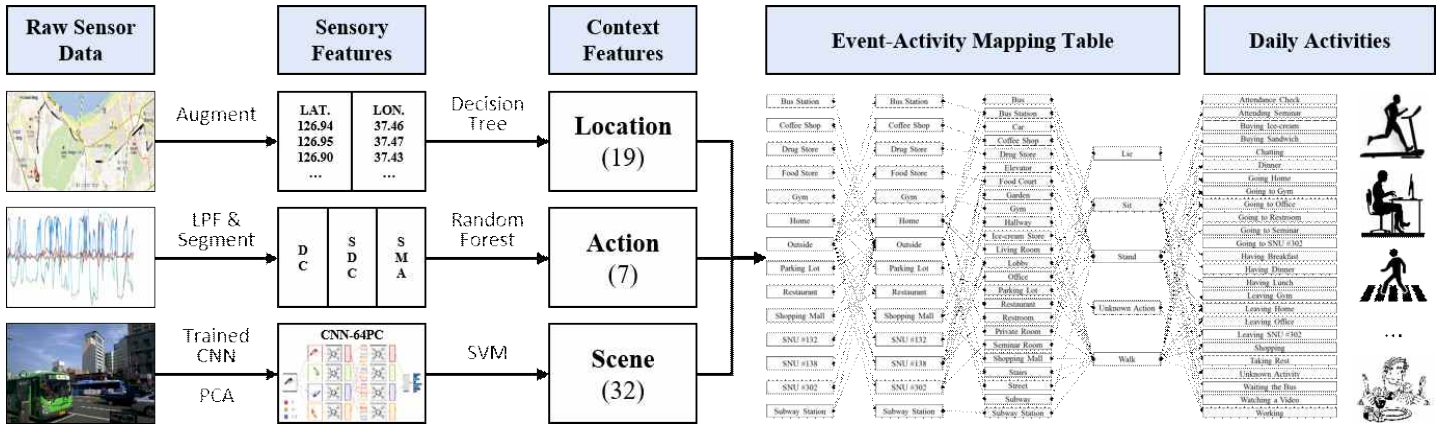 Raw Sensor
Data
Sensory
Features
Context
Features
Event-Activity Mapping Table
Daily Activities
Augment
LAT.
126.94
126.95
126.90
...
LON.
37.46
37.47
37.43
...
Decision
Tree
Location
(19)
LPF &
Segment
D
C
S
D
C
S
M
A
Random
Forest
Action
(7)
Trained
CNN
PCA
CNN-64PC
SVM
Scene
(32)
Bus Station
Coffee Shop
Drug Store
Food Store
Gym
Home
Outside
Parking Lot
Restaurant
Shopping Mall
SNU #132
SNU #138
SNU #302
Subway Station
Bus Station
Coffee Shop
Drug Store
Food Store
Gym
Home
Outside
Parking Lot
Restaurant
Shopping Mall
SNU #132
SNU #138
SNU #302
Subway Station
Bus
Bus Station
Car
Coffee Shop
Drug Store
Elevator
Food Court
Garden
Gym
Hallway
Ice-cream Store
Living Room
Lobby
Office
Parking Lot
Restaurant
Restroom
Private Room
Seminar Room
Shopping Mall
Stairs
Street
Subway
Subway Station
Lie
Sit
Stand
Unknown Action
Walk
Attendance Check
Attending Seminar
Buying Ice-cream
Buying Sandwich
Chatting
Dinner
Going Home
Going to Gym
Going to Office
Going to Restroom
Going to Seminar
Going to SNU #302
Having Breakfast
Having Dinner
Having Lunch
Leaving Gym
Leaving Home
Leaving Office
Leaving SNU #302
Shopping
Taking Rest
Unknown Activity
Waiting the Bus
Watching a Video
Working
...